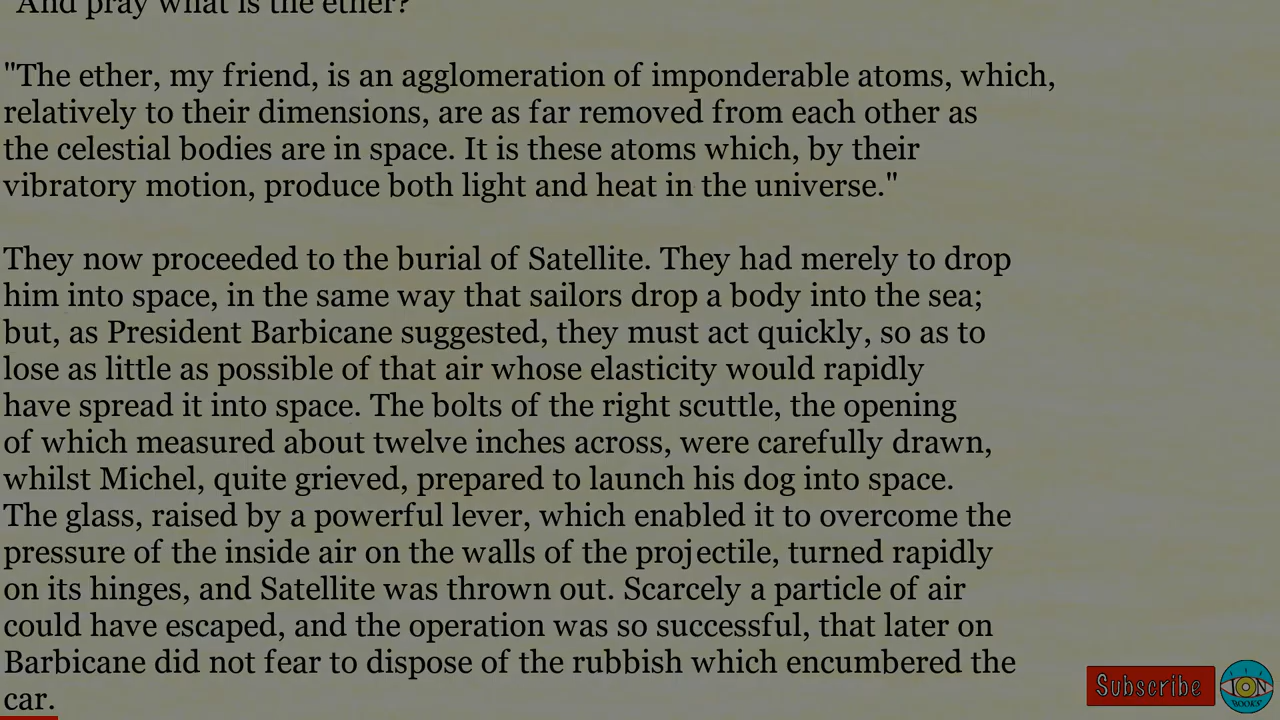 "And pray what is the ether?"
"The ether, my friend, is an agglomeration of imponderable atoms, which,
relatively to their dimensions, are as far removed from each other as
the celestial bodies are in space. It is these atoms which, by their
vibratory motion, produce both light and heat in the universe."
They now proceeded to the burial of Satellite. They had merely to drop
him into space, in the same way that sailors drop a body into the sea;
but, as President Barbicane suggested, they must act quickly, so as to
lose as little as possible of that air whose elasticity would rapidly
have spread it into space. The bolts of the right scuttle, the opening
of which measured about twelve inches across, were carefully drawn,
whilst Michel, quite grieved, prepared to launch his dog into space.
The glass, raised by a powerful lever, which enabled it to overcome the
pressure of the inside air on the walls of the projectile, turned rapidly
on its hinges, and Satellite was thrown out. Scarcely a particle of air
could have escaped, and the operation was so successful, that later on
Barbicane did not fear to dispose of the rubbish which encumbered the
car.
Subscribe
ION
BOOKS